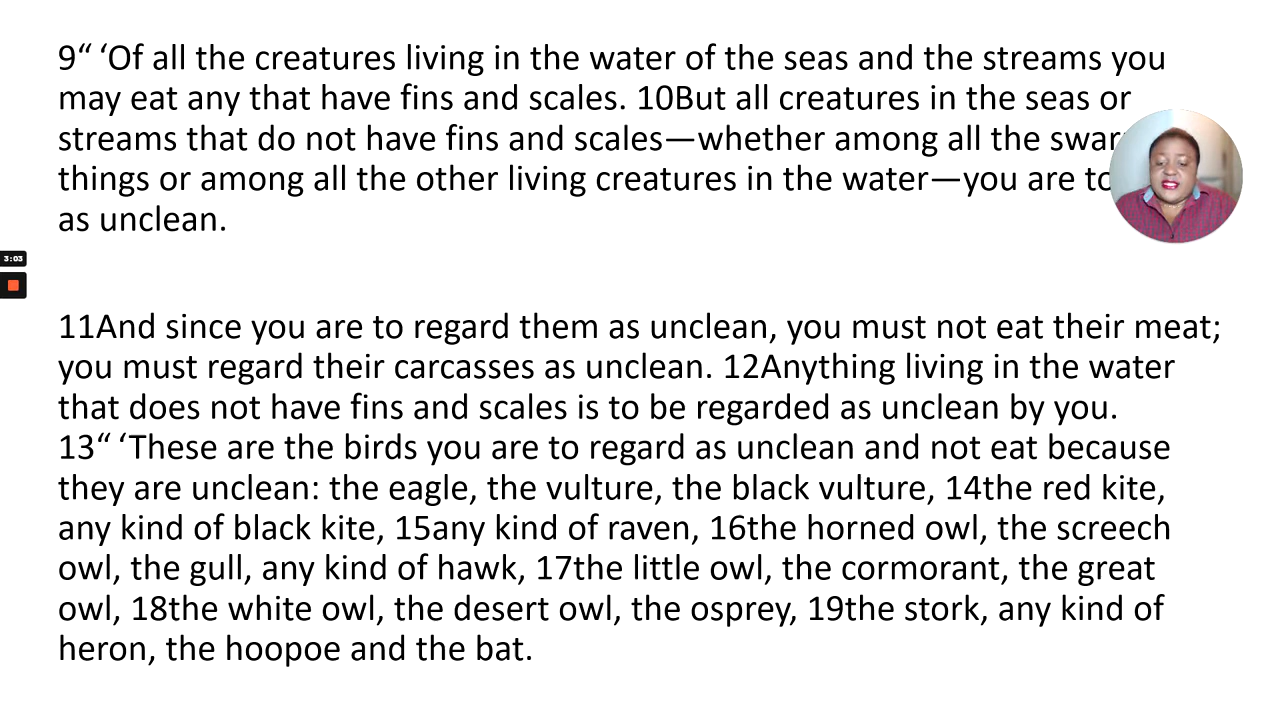 9“ ‘Of all the creatures living in the water of the seas and the streams you
may eat any that have fins and scales. 10But all creatures in the seas or
streams that do not have fins and scales—whether among all the
things or among all the other living creatures in the water—you are
as unclean.
3:03
11And since you are to regard them as unclean, you must not eat their meat;
you must regard their carcasses as unclean. 12Anything living in the water
that does not have fins and scales is to be regarded as unclean by you.
13“ ‘These are the birds you are to regard as unclean and not eat because
they are unclean: the eagle, the vulture, the black vulture, 14the red kite,
any kind of black kite, 15any kind of raven, 16the horned owl, the screech
owl, the gull, any kind of hawk, 17the little owl, the cormorant, the great
owl, 18the white owl, the desert owl, the osprey, 19the stork, any kind of
heron, the hoopoe and the bat.